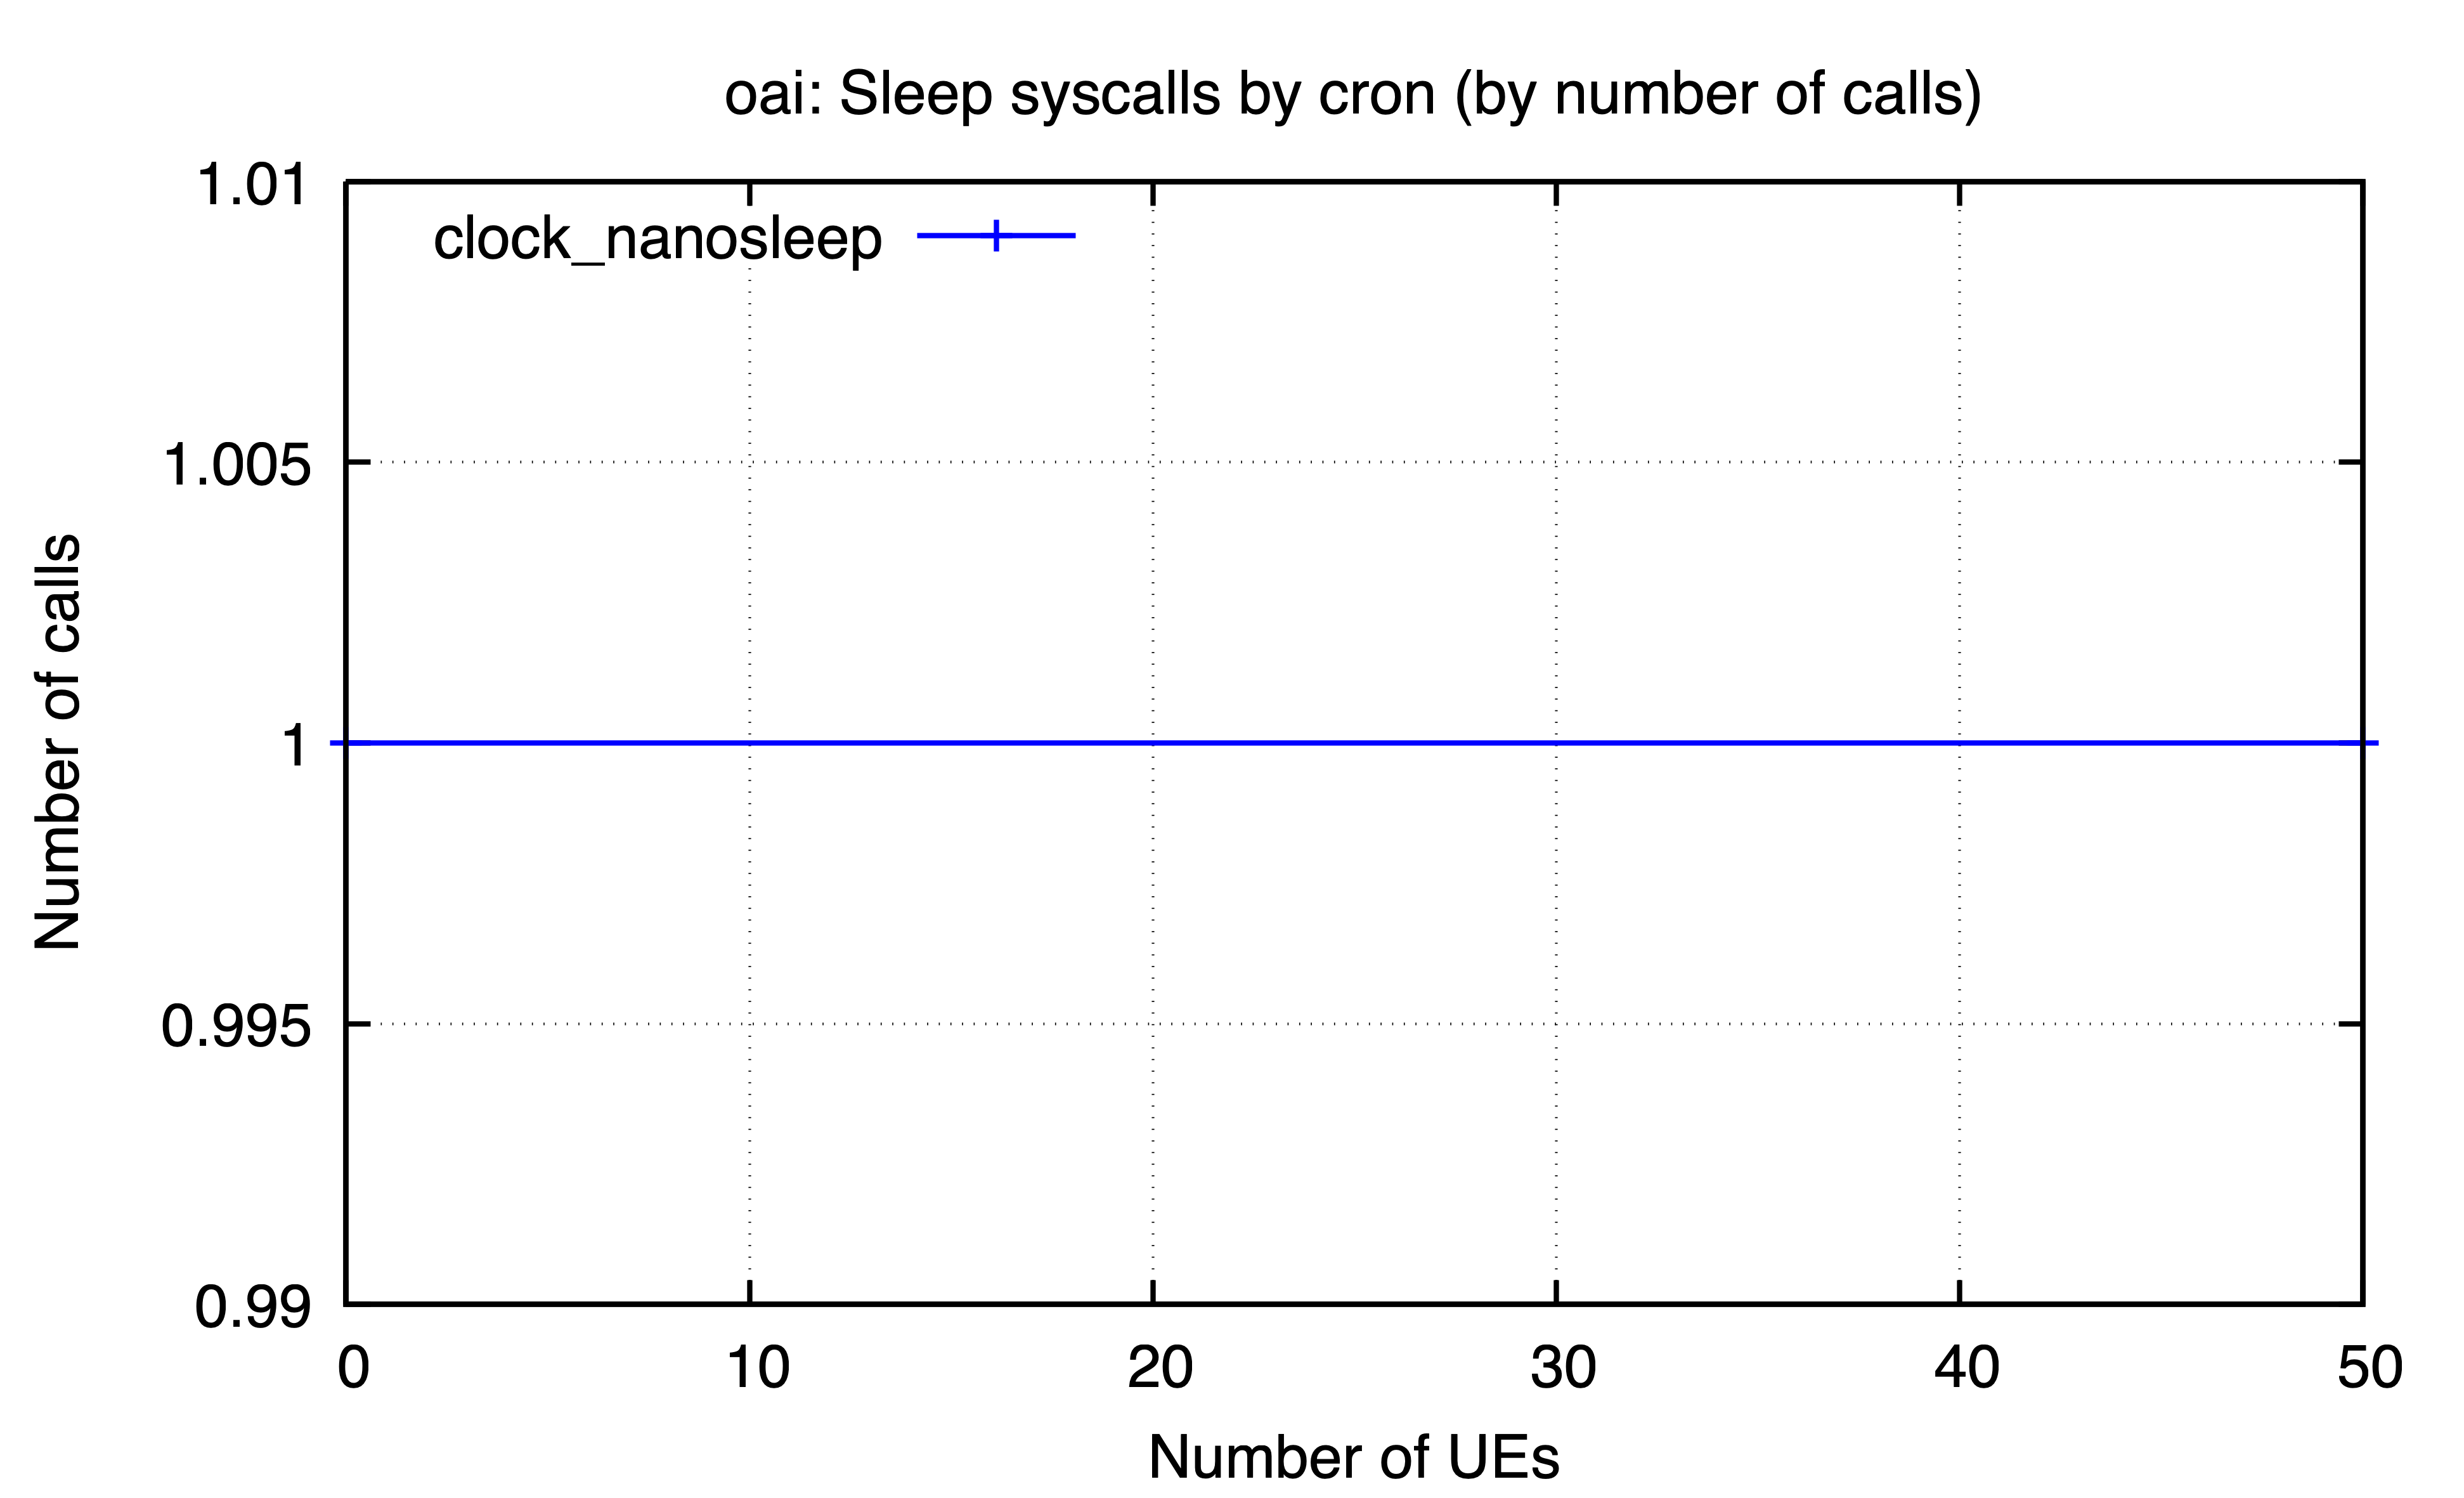 oai: Sleep syscalls by cron (by number of calls)
1.01
clock_nanosleep
1.005
Number of calls
1
0.995
0.99
0 10 20 30 40 50
Number of UEs